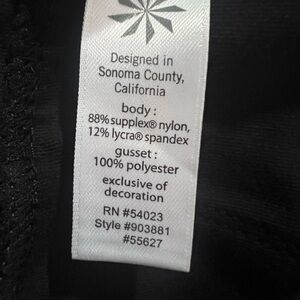 Designed in
Sonoma County,
California
body :
88% supplex® nylon,
12% lycra® spandex
gusset :
100% polyester
exclusive of
decoration
RN #54023
Style #903881
#55627